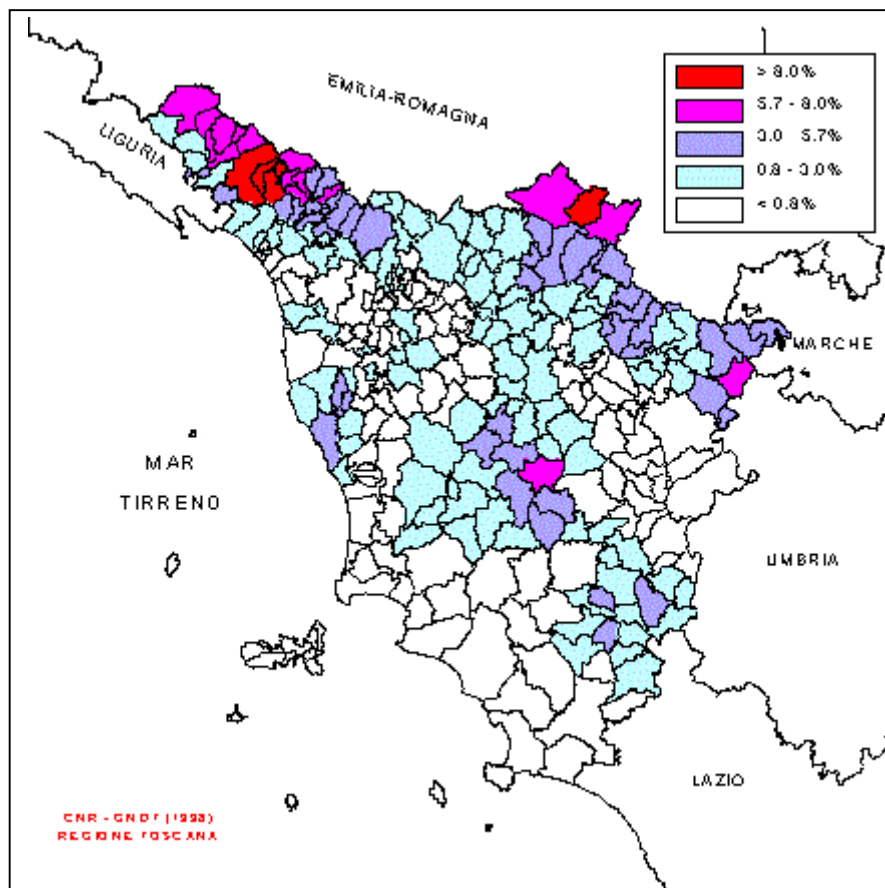 EMILIA-ROMAGNA
LIGURIA
> 8.0%
5.7 - 8.0%
3.0 - 5.7%
0.8 - 3.0%
< 0.8%
MARCHE
MAR
TIRRENO
UMBRIA
LAZIO
CNR - GNDT (1998)
REGIONE TOSCANA